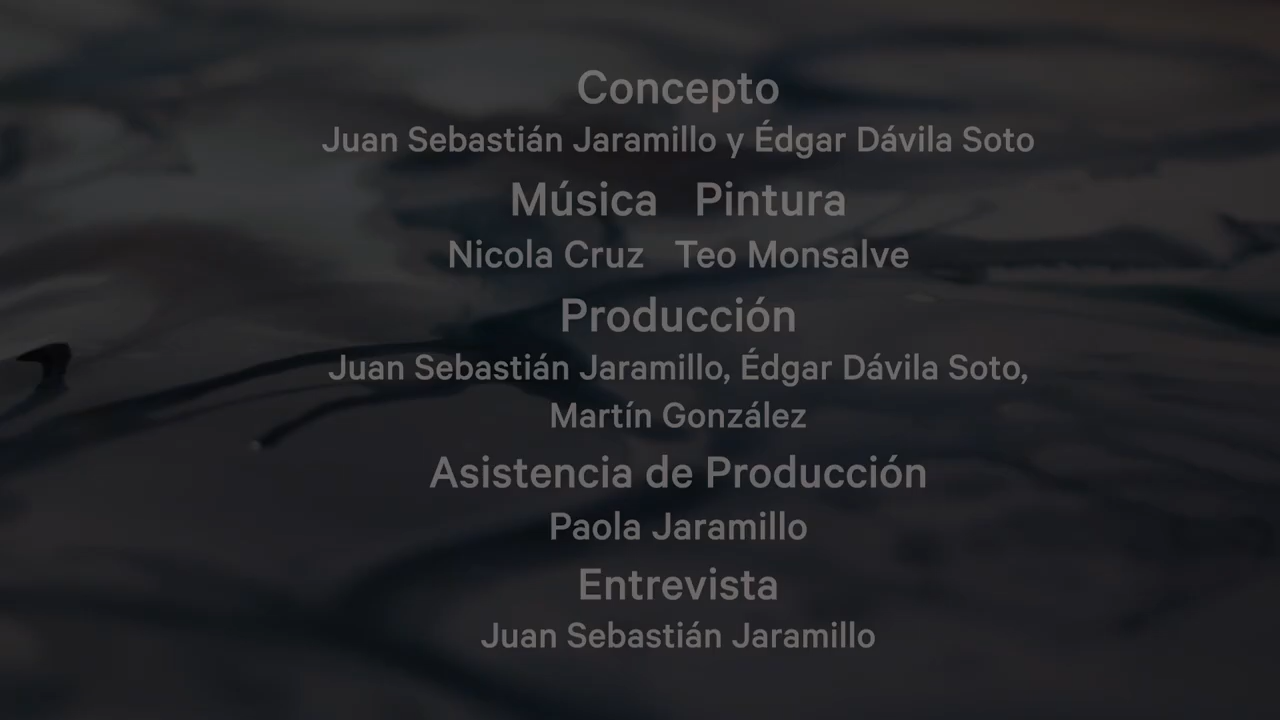 Concepto
Juan Sebastián Jaramillo y Édgar Dávila Soto
Música Pintura
Nicola Cruz Teo Monsalve
Producción
Juan Sebastián Jaramillo, Édgar Dávila Soto,
Martín González
Asistencia de Producción
Paola Jaramillo
Entrevista
Juan Sebastián Jaramillo